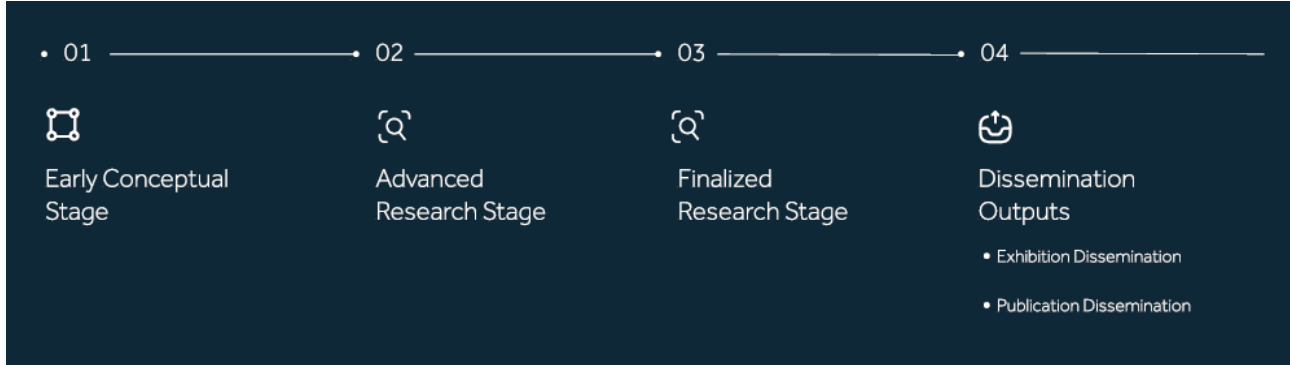 01
02
03
04
Early Conceptual
Stage
Advanced
Research Stage
Finalized
Research Stage
Dissemination
Outputs
• Exhibition Dissemination
• Publication Dissemination